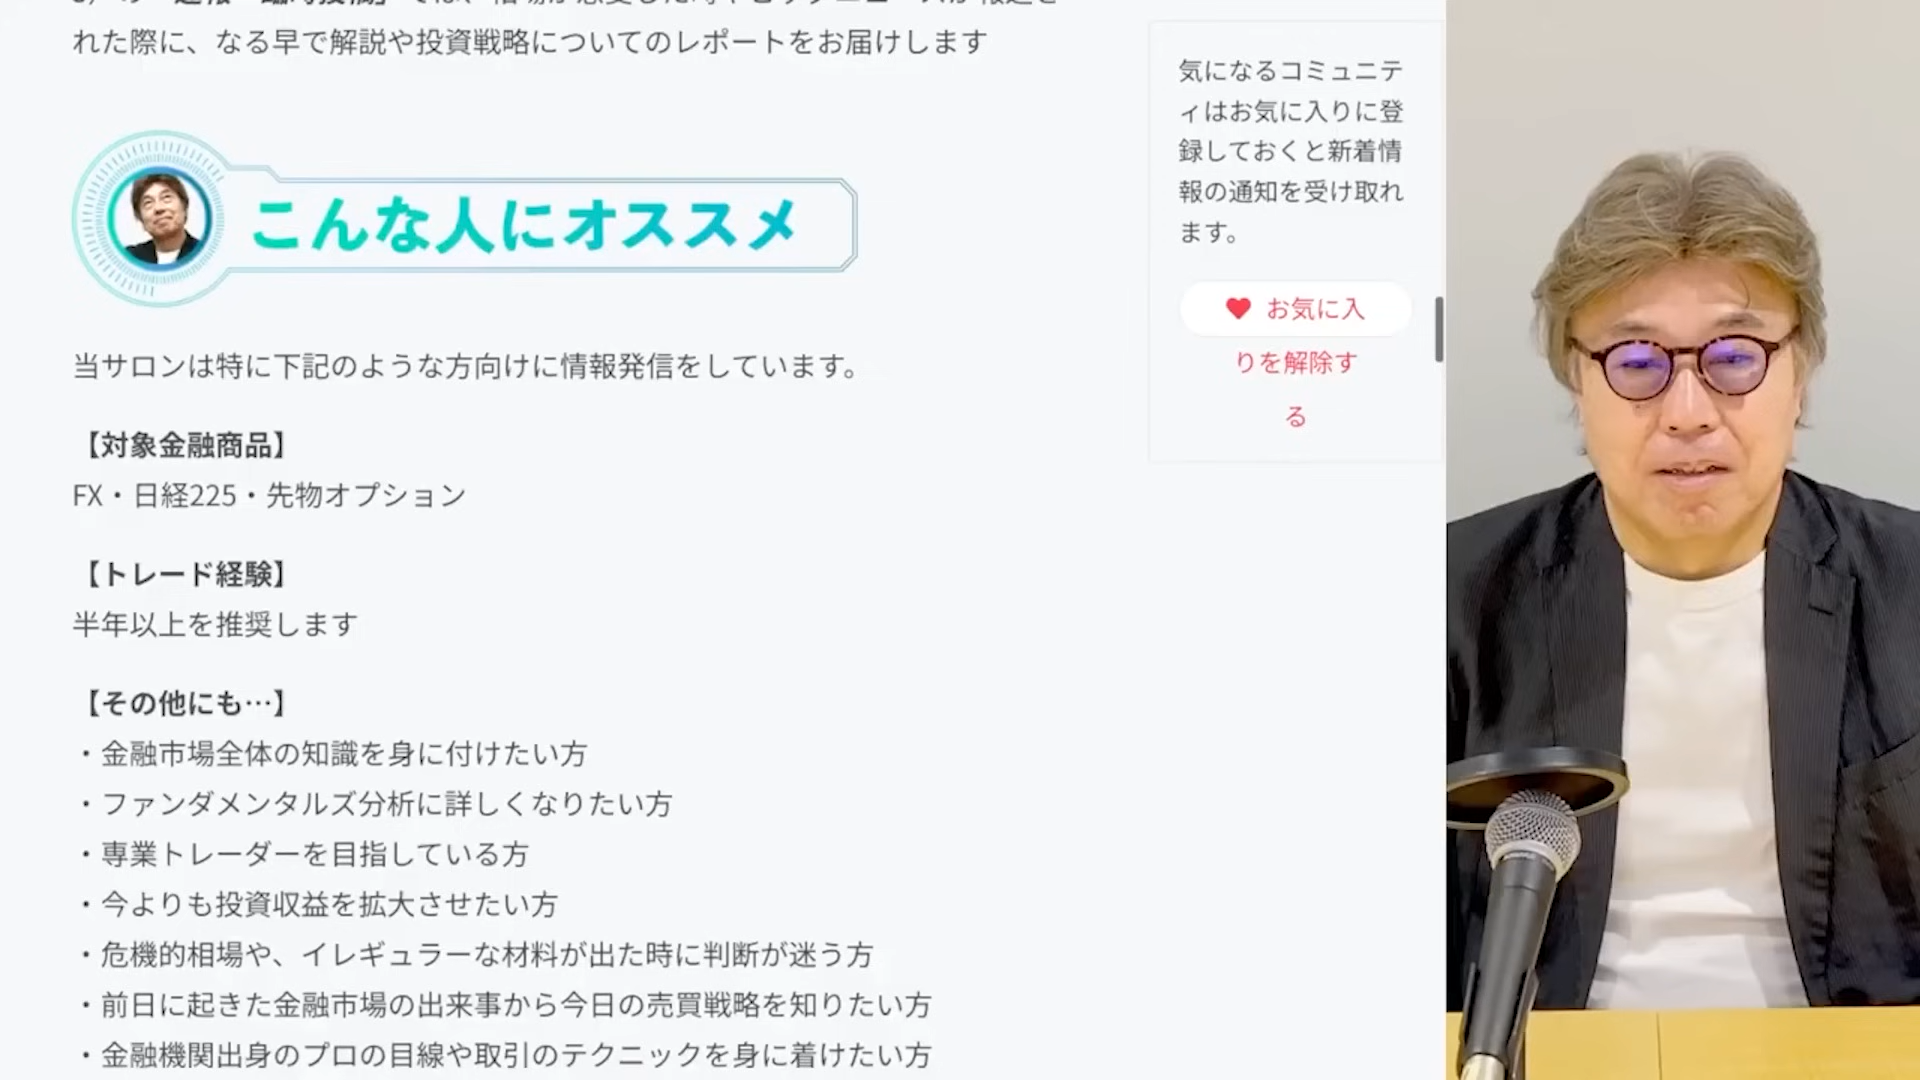 れた際に、なる早で解説や投資戦略についてのレポートをお届けします
こんな人にオススメ
当サロンは特に下記のような方向けに情報発信をしています。
【対象金融商品】
FX・日経225・先物オプション
【トレード経験】
半年以上を推奨します
【その他にも…】
・金融市場全体の知識を身に付けたい方
・ファンダメンタルズ分析に詳しくなりたい方
・専業トレーダーを目指している方
・今よりも投資収益を拡大させたい方
・危機的相場や、イレギュラーな材料が出た時に判断が迷う方
・前日に起きた金融市場の出来事から今日の売買戦略を知りたい方
・金融機関出身のプロの目線や取引のテクニックを身に着けたい方
気になるコミュニテ
ィはお気に入りに登
録しておくと新着情
報の通知を受け取れ
ます。
お気に入
りを解除す
る